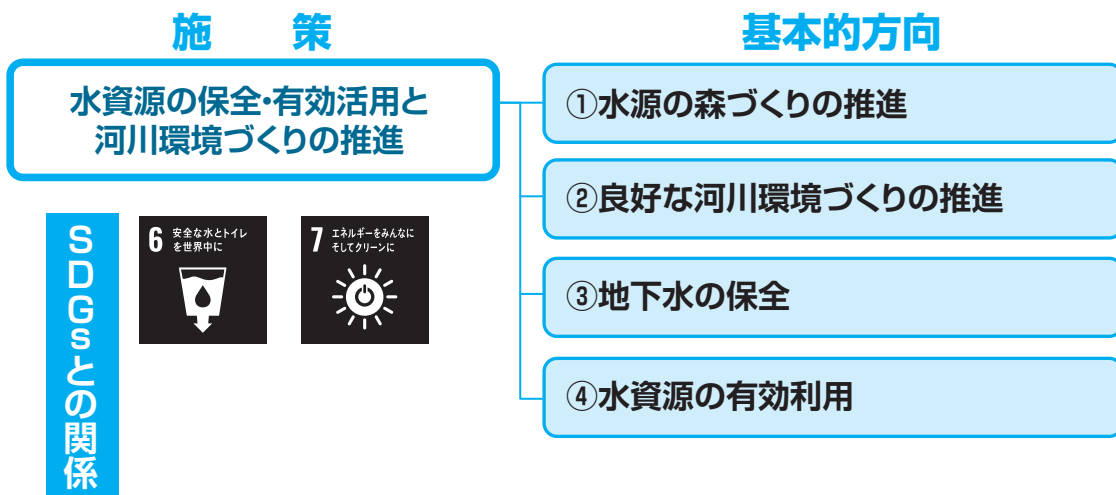 施　策
水資源の保全・有効活用と
河川環境づくりの推進
基本的方向
①水源の森づくりの推進
②良好な河川環境づくりの推進
③地下水の保全
④水資源の有効利用
SDGsとの関係
6 安全な水とトイレ
を世界中に
7 エネルギーをみんなに
そしてクリーンに